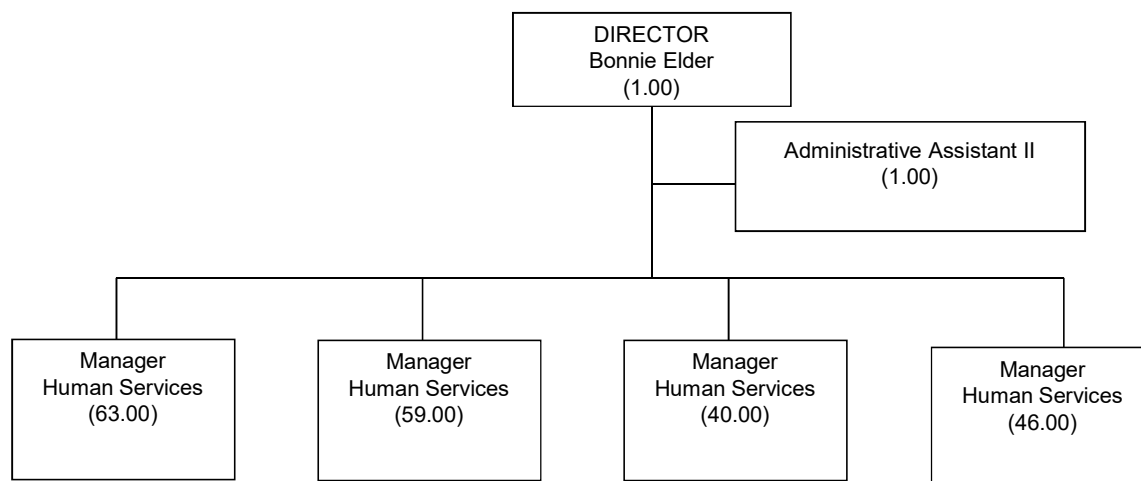 DIRECTOR
Bonnie Elder
(1.00)
Administrative Assistant II
(1.00)
Manager
Human Services
(63.00)
Manager
Human Services
(59.00)
Manager
Human Services
(40.00)
Manager
Human Services
(46.00)